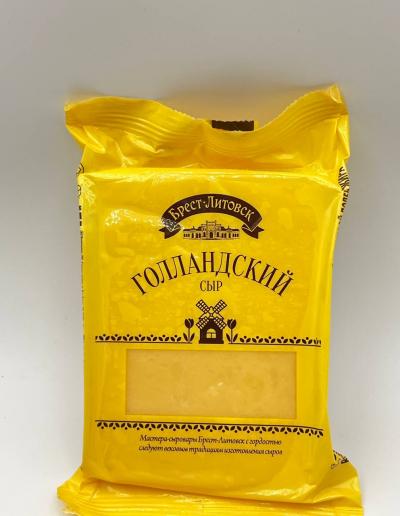 Брест-Литовск
ГОЛЛАНДСКИЙ
СЫР
Мастера-сыровары Брест-Литовск с гордостью
следуют вековым традициям изготовления сыров